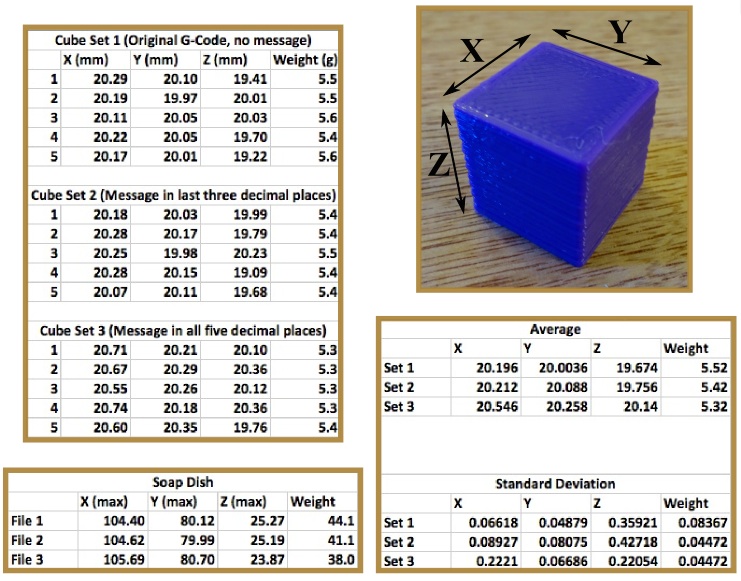 Cube Set 1 (Original G-Code, no message)
X (mm) Y (mm) Z (mm) Weight (g)
1 20.29 20.10 19.41 5.5
2 20.19 19.97 20.01 5.5
3 20.11 20.05 20.03 5.6
4 20.22 20.05 19.70 5.4
5 20.17 20.01 19.22 5.6
Cube Set 2 (Message in last three decimal places)
1 20.18 20.03 19.99 5.4
2 20.28 20.17 19.79 5.4
3 20.25 19.98 20.23 5.5
4 20.28 20.15 19.09 5.4
5 20.07 20.11 19.68 5.4
Cube Set 3 (Message in all five decimal places)
1 20.71 20.21 20.10 5.3
2 20.67 20.29 20.36 5.3
3 20.55 20.26 20.12 5.3
4 20.74 20.18 20.36 5.3
5 20.60 20.35 19.76 5.4
X Y
Z
Average
X Y Z Weight
Set 1 20.196 20.0036 19.674 5.52
Set 2 20.212 20.088 19.756 5.42
Set 3 20.546 20.258 20.14 5.32
Standard Deviation
X Y Z Weight
Set 1 0.06618 0.04879 0.35921 0.08367
Set 2 0.08927 0.08075 0.42718 0.04472
Set 3 0.2221 0.06686 0.22054 0.04472
Soap Dish
X (max) Y (max) Z (max) Weight
File 1 104.40 80.12 25.27 44.1
File 2 104.62 79.99 25.19 41.1
File 3 105.69 80.70 23.87 38.0